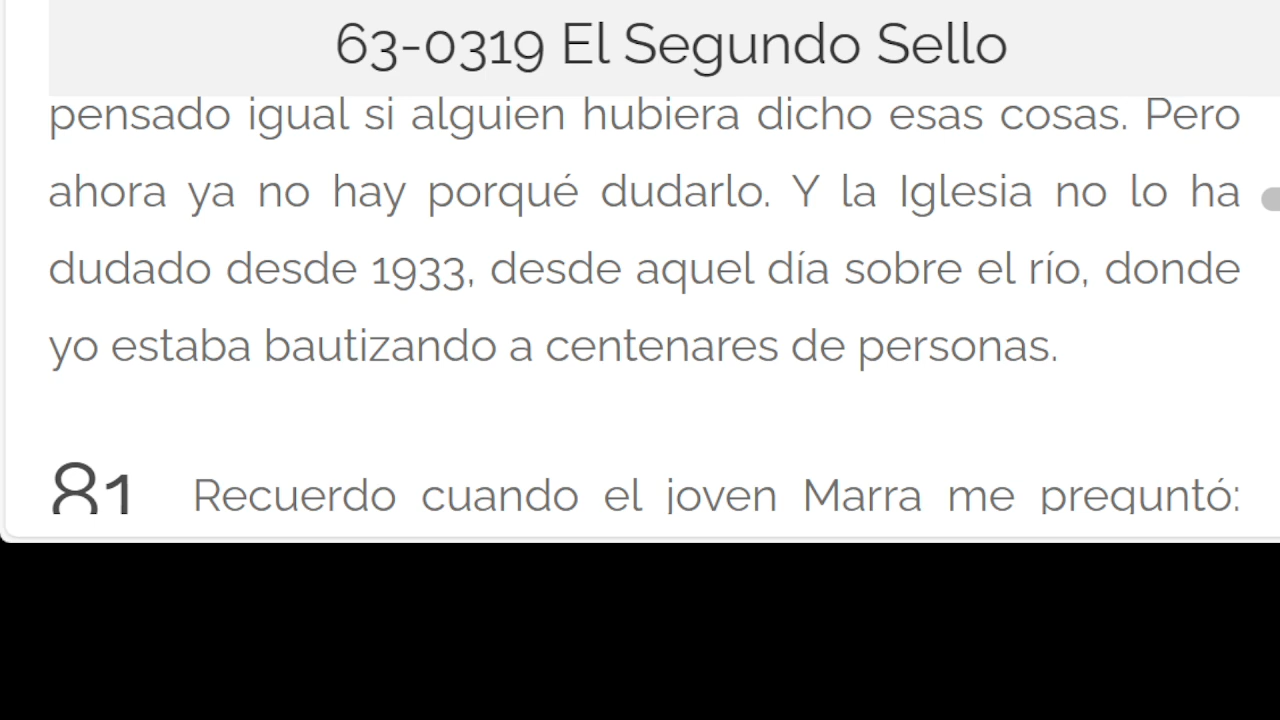 63-0319 El Segundo Sello
pensado igual si alguien hubiera dicho esas cosas. Pero
ahora ya no hay porqué dudarlo. Y la Iglesia no lo ha
dudado desde 1933, desde aquel día sobre el río, donde
yo estaba bautizando a centenares de personas.
81 Recuerdo cuando el joven Marra me preguntó: